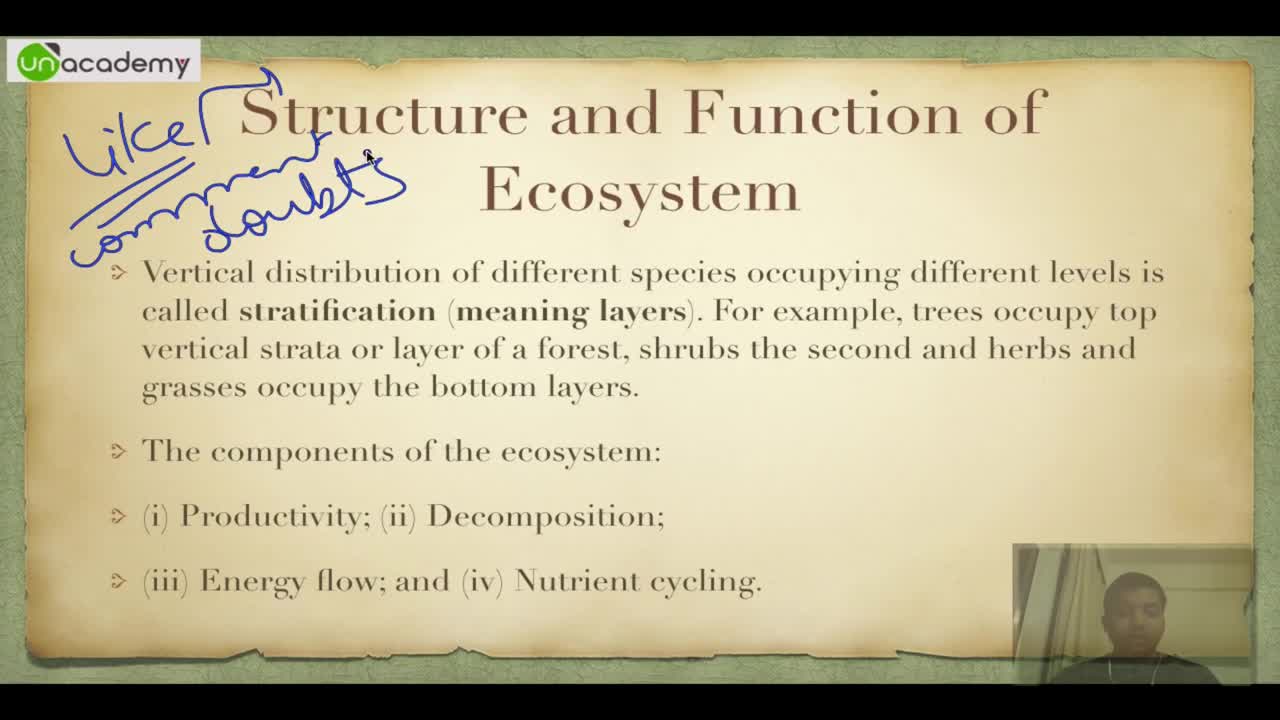 unacademy
Like
comment
doubts
Structure and Function of
Ecosystem
Vertical distribution of different species occupying different levels is
called stratification (meaning layers). For example, trees occupy top
vertical strata or layer of a forest, shrubs the second and herbs and
grasses occupy the bottom layers.
The components of the ecosystem:
(i) Productivity; (ii) Decomposition;
(iii) Energy flow; and (iv) Nutrient cycling.